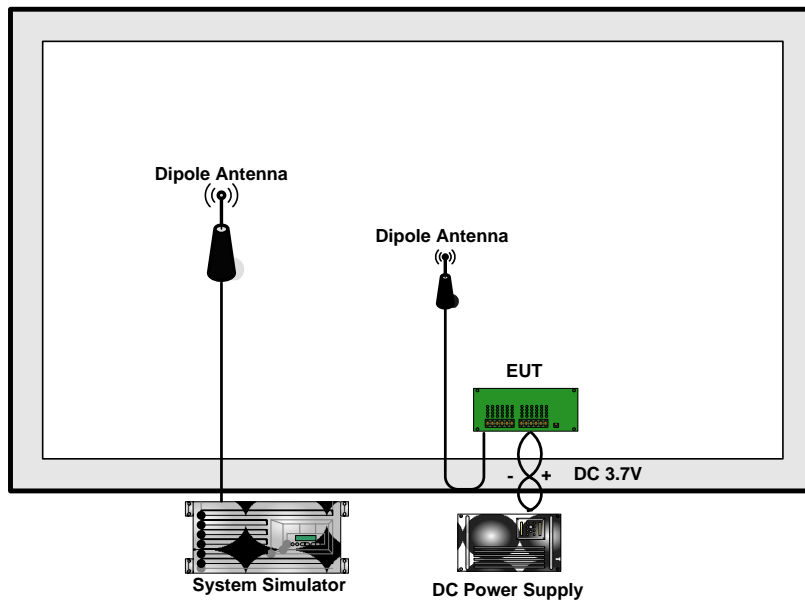 Dipole Antenna
Dipole Antenna
EUT
- + DC 3.7V
System Simulator
DC Power Supply